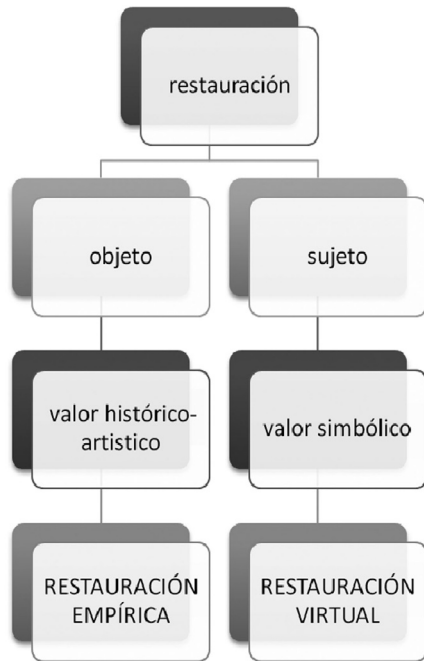 restauración
objeto
sujeto
valor histórico-
artistico
valor simbólico
RESTAURACIÓN
EMPÍRICA
RESTAURACIÓN
VIRTUAL